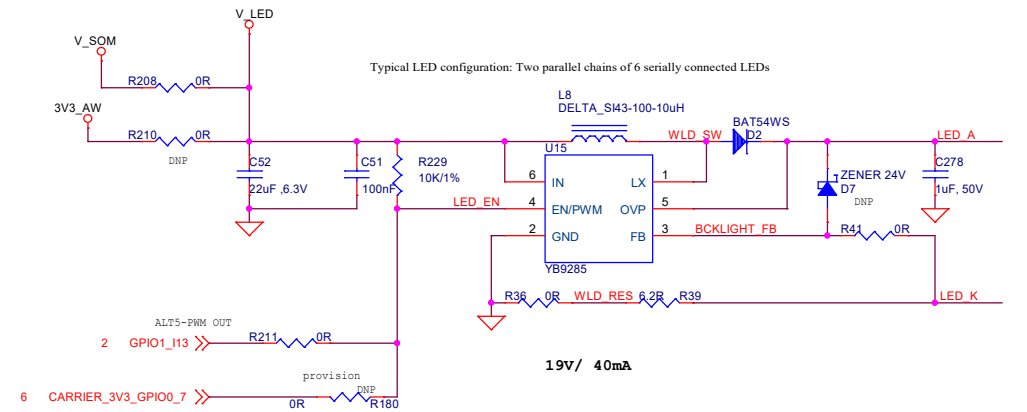 V_LED
V_SOM
Typical LED configuration: Two parallel chains of 6 serially connected LEDs
R208 0R
L8
DELTA_SI43-100-10uH
3V3_AW
BAT54WS
R210 0R
WLD_SW
D2
LED_A
DNP
U15
C52
C51
R229
6 IN
LX 1
ZENER 24V
C278
22uF ,6.3V
100nF
10K/1%
D7
1uF, 50V
LED_EN
4 EN/PWM
OVP 5
DNP
2 GND
FB 3
BCKLIGHT_FB
R41 0R
YB9285
R36 0R
WLD_RES
6.2R R39
LED_K
ALT5-PWM OUT
2 GPIO1_I13
R211 0R
19V/ 40mA
provision
DNP
6 CARRIER_3V3_GPIO0_7
0R R180